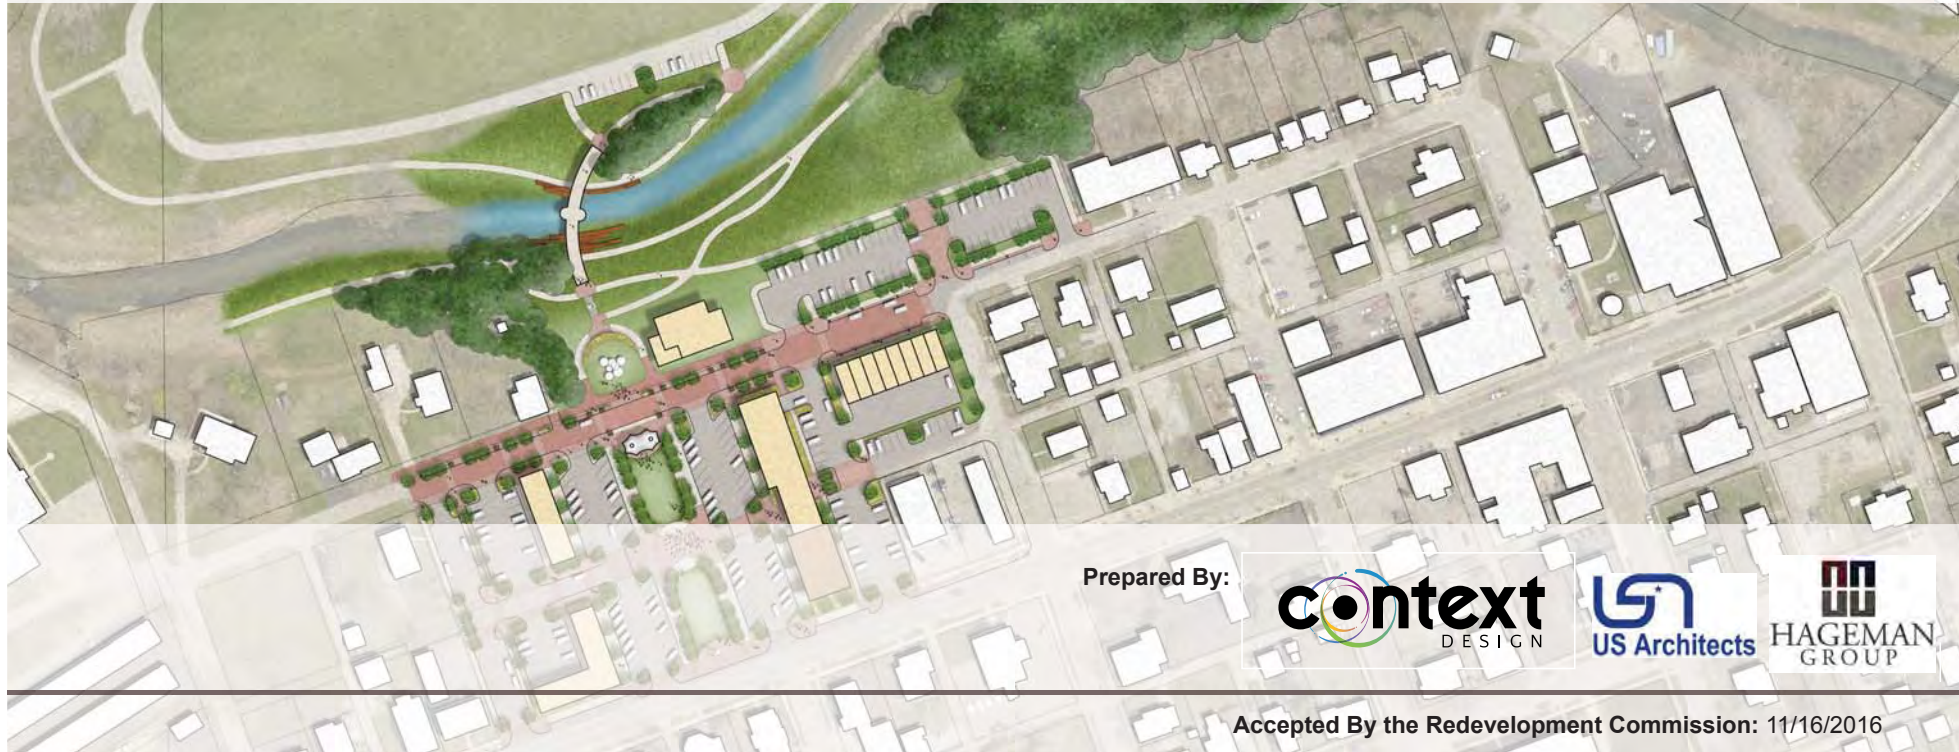 Prepared By:
context
DESIGN
US Architects
HAGEMAN
GROUP
Accepted By the Redevelopment Commission: 11/16/2016